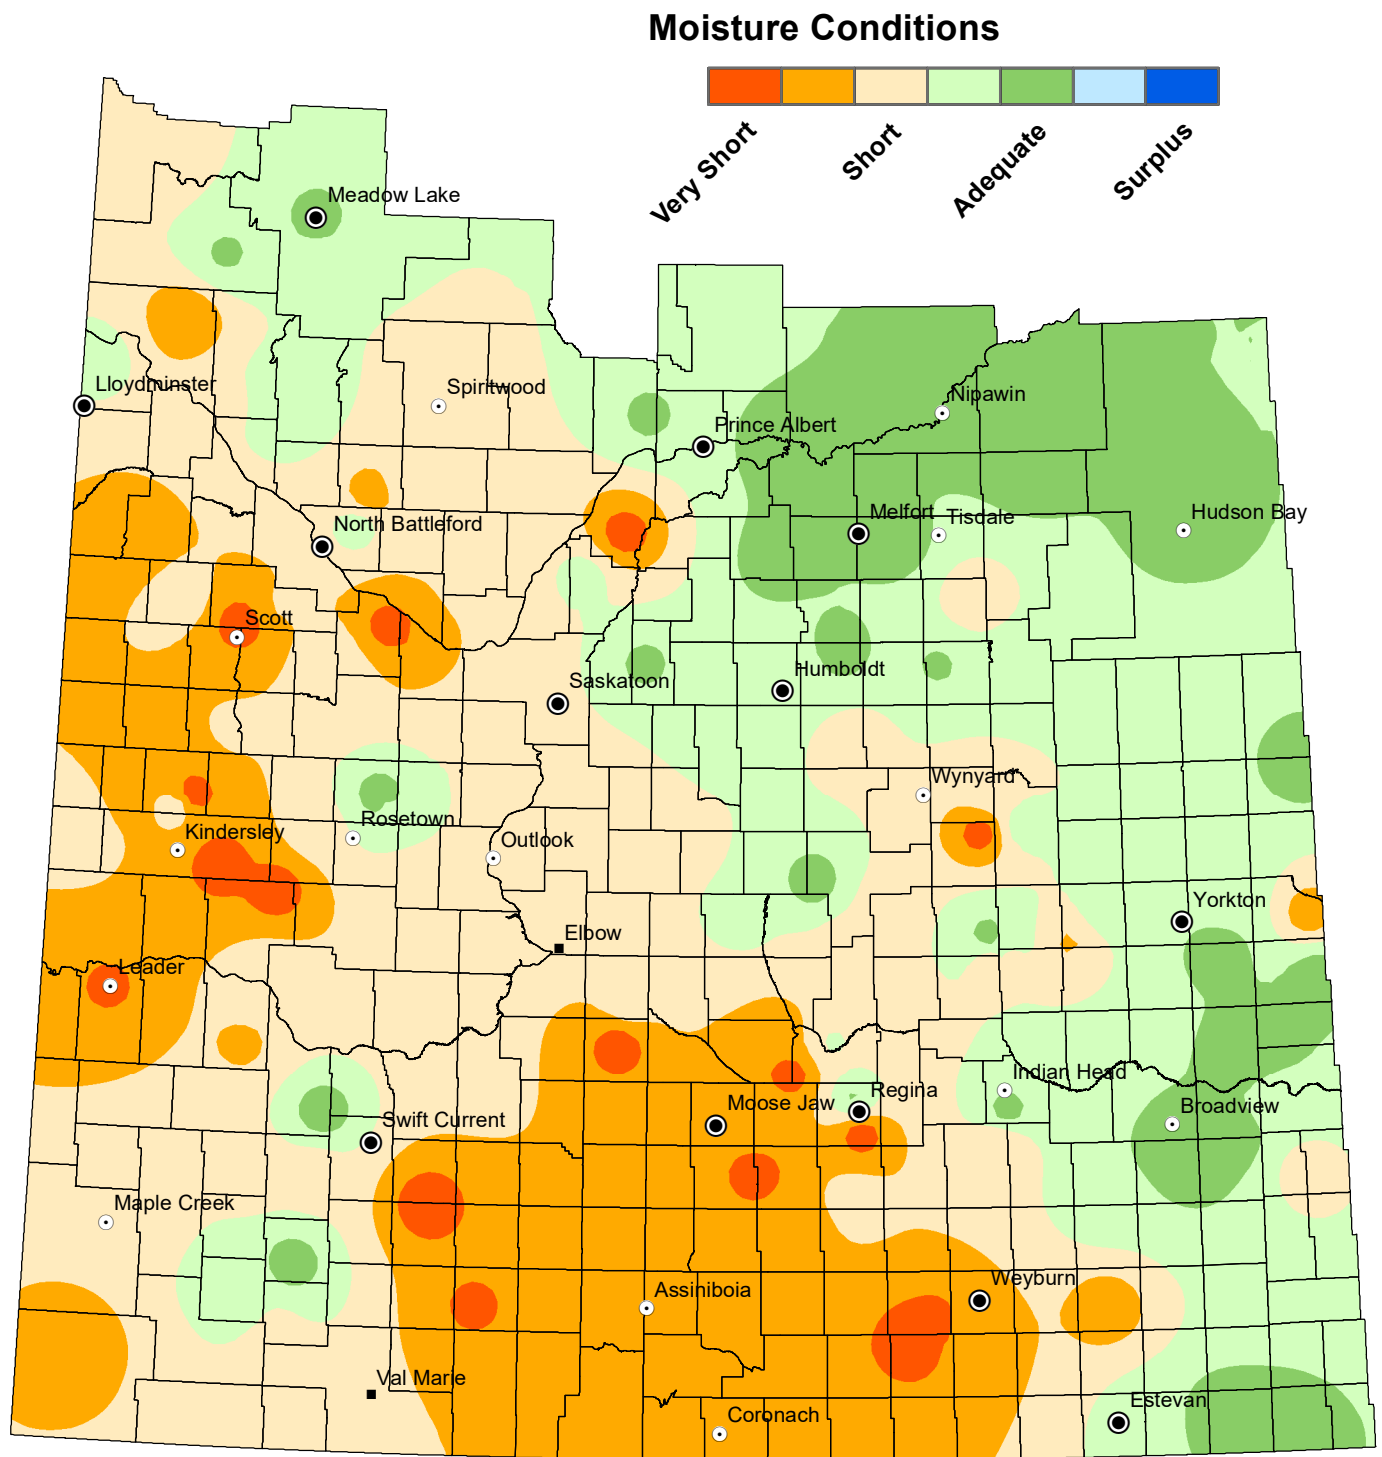 Moisture Conditions
Very Short
Short
Adequate
Surplus
Meadow Lake
Lloydminster
Spiritwood
Nipawin
Prince Albert
North Battleford
Melfort
Tisdale
Hudson Bay
Scott
Saskatoon
Humboldt
Wynyard
Kindersley
Rosetown
Outlook
Yorkton
Elbow
Leader
Indian Head
Regina
Moose Jaw
Broadview
Swift Current
Maple Creek
Weyburn
Assiniboia
Val Marie
Estevan
Coronach